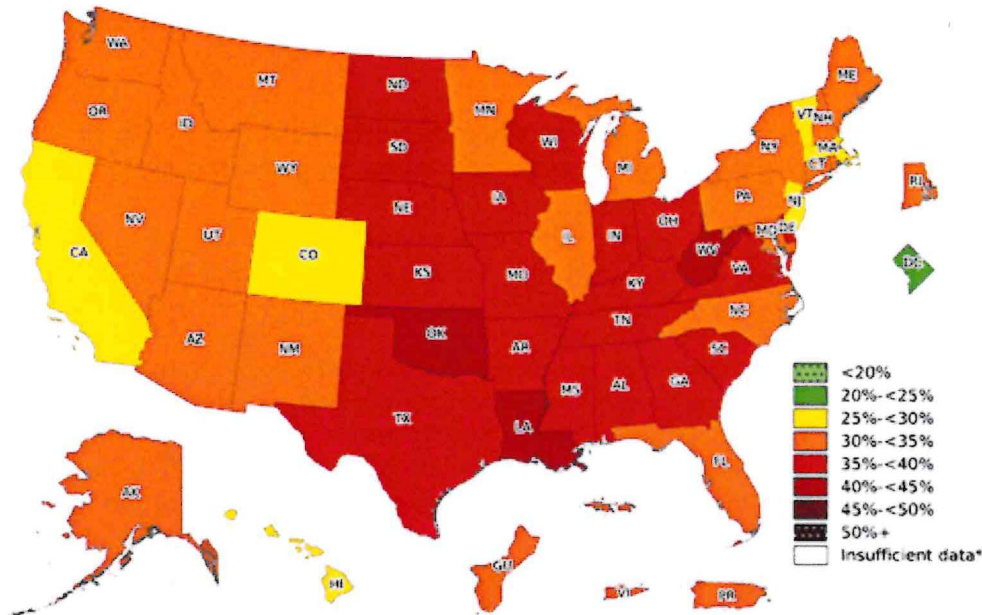 WA
MT
ND
MN
ME
OR
ID
SD
WI
VT
NH
NY
MA
CT
MI
WY
RI
NE
IA
PA
NJ
NV
UT
CO
IL
IN
OH
MD
DE
CA
WV
DC
KS
MO
VA
KY
NC
TN
AZ
NM
OK
AR
SC
MS
AL
GA
TX
LA
FL
AK
HI
GU
VI
PR
<20%
20%-<25%
25%-<30%
30%-<35%
35%-<40%
40%-<45%
45%-<50%
50%+
Insufficient data*